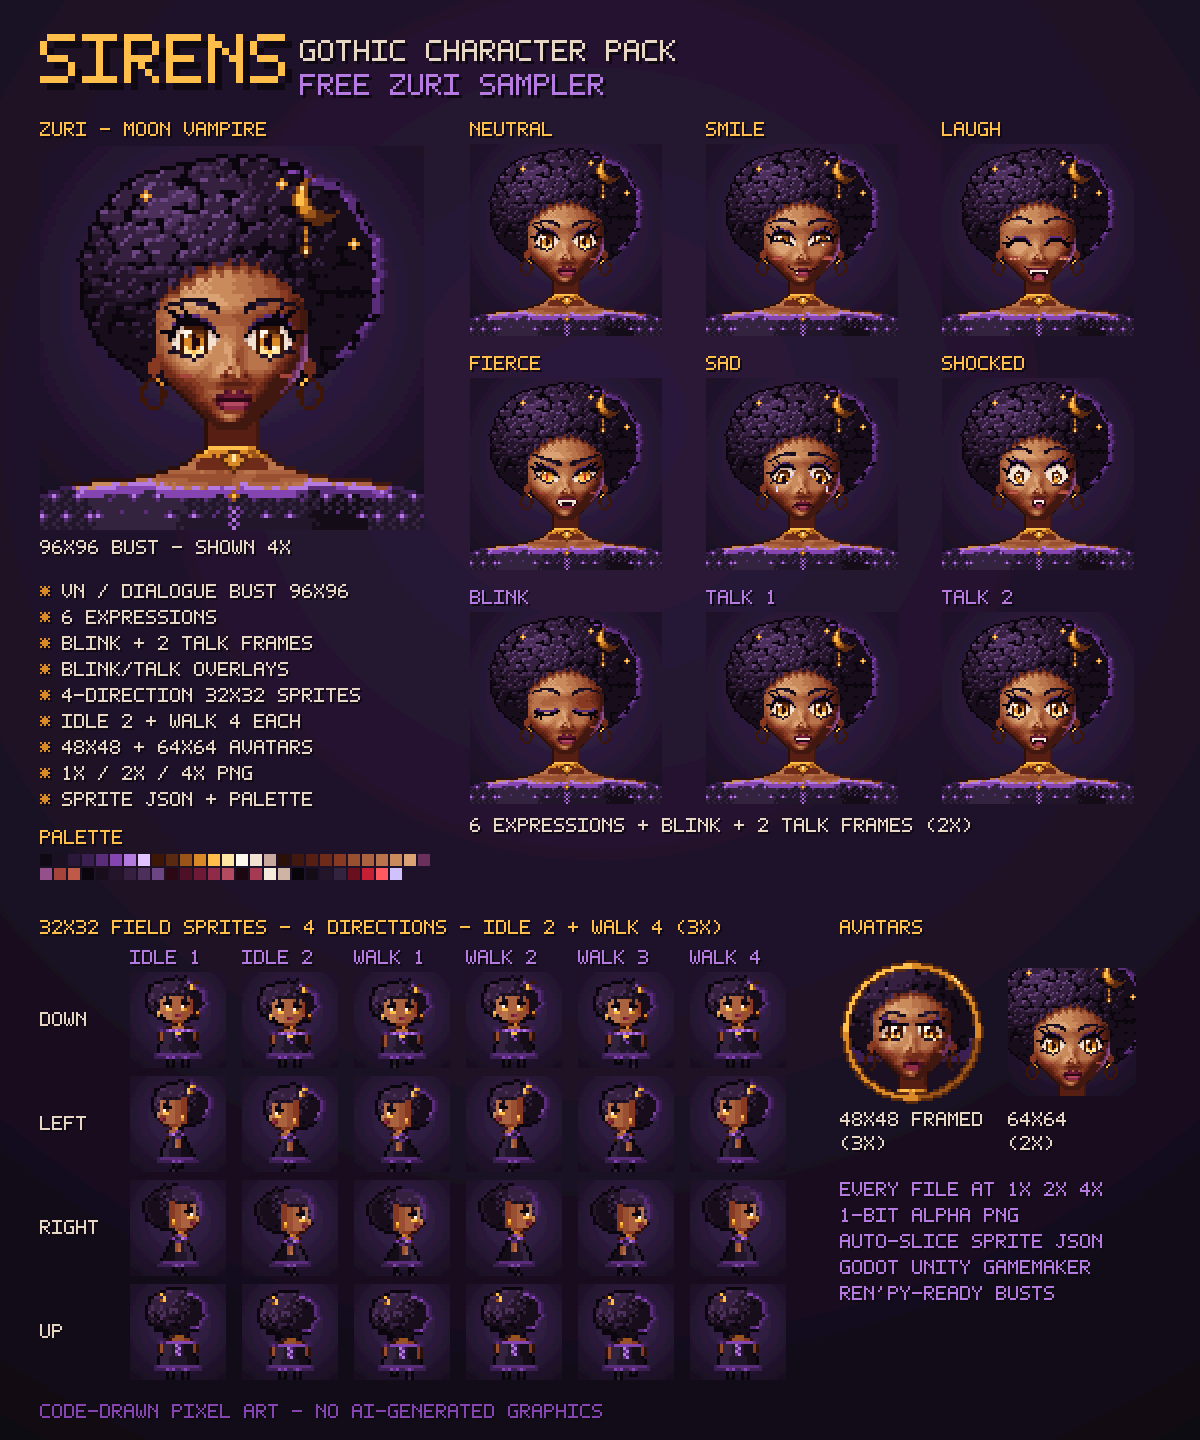 SIRENS
GOTHIC CHARACTER PACK
FREE ZURI SAMPLER
ZURI - MOON VAMPIRE
96X96 BUST - SHOWN 4X
* VN / DIALOGUE BUST 96X96
* 6 EXPRESSIONS
* BLINK + 2 TALK FRAMES
* BLINK/TALK OVERLAYS
* 4-DIRECTION 32X32 SPRITES
* IDLE 2 + WALK 4 EACH
* 48X48 + 64X64 AVATARS
* 1X / 2X / 4X PNG
* SPRITE JSON + PALETTE
PALETTE
NEUTRAL SMILE LAUGH
FIERCE SAD SHOCKED
BLINK TALK 1 TALK 2
6 EXPRESSIONS + BLINK + 2 TALK FRAMES (2X)
32X32 FIELD SPRITES - 4 DIRECTIONS - IDLE 2 + WALK 4 (3X)
IDLE 1 IDLE 2 WALK 1 WALK 2 WALK 3 WALK 4
DOWN
LEFT
RIGHT
UP
AVATARS
48X48 FRAMED
(3X)
64X64
(2X)
EVERY FILE AT 1X 2X 4X
1-BIT ALPHA PNG
AUTO-SLICE SPRITE JSON
GODOT UNITY GAMEMAKER
REN'PY-READY BUSTS
CODE-DRAWN PIXEL ART - NO AI-GENERATED GRAPHICS